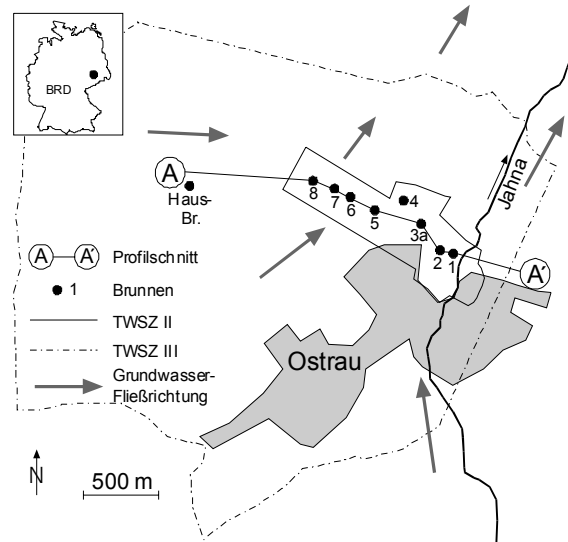 BRD
A
Haus-
Br.
8
7
6
5
4
3a
2
1
Jahna
A'
A A' Profilschnitt
1 Brunnen
TWSZ II
TWSZ III
Grundwasser-
Fließrichtung
Ostrau
N
500 m